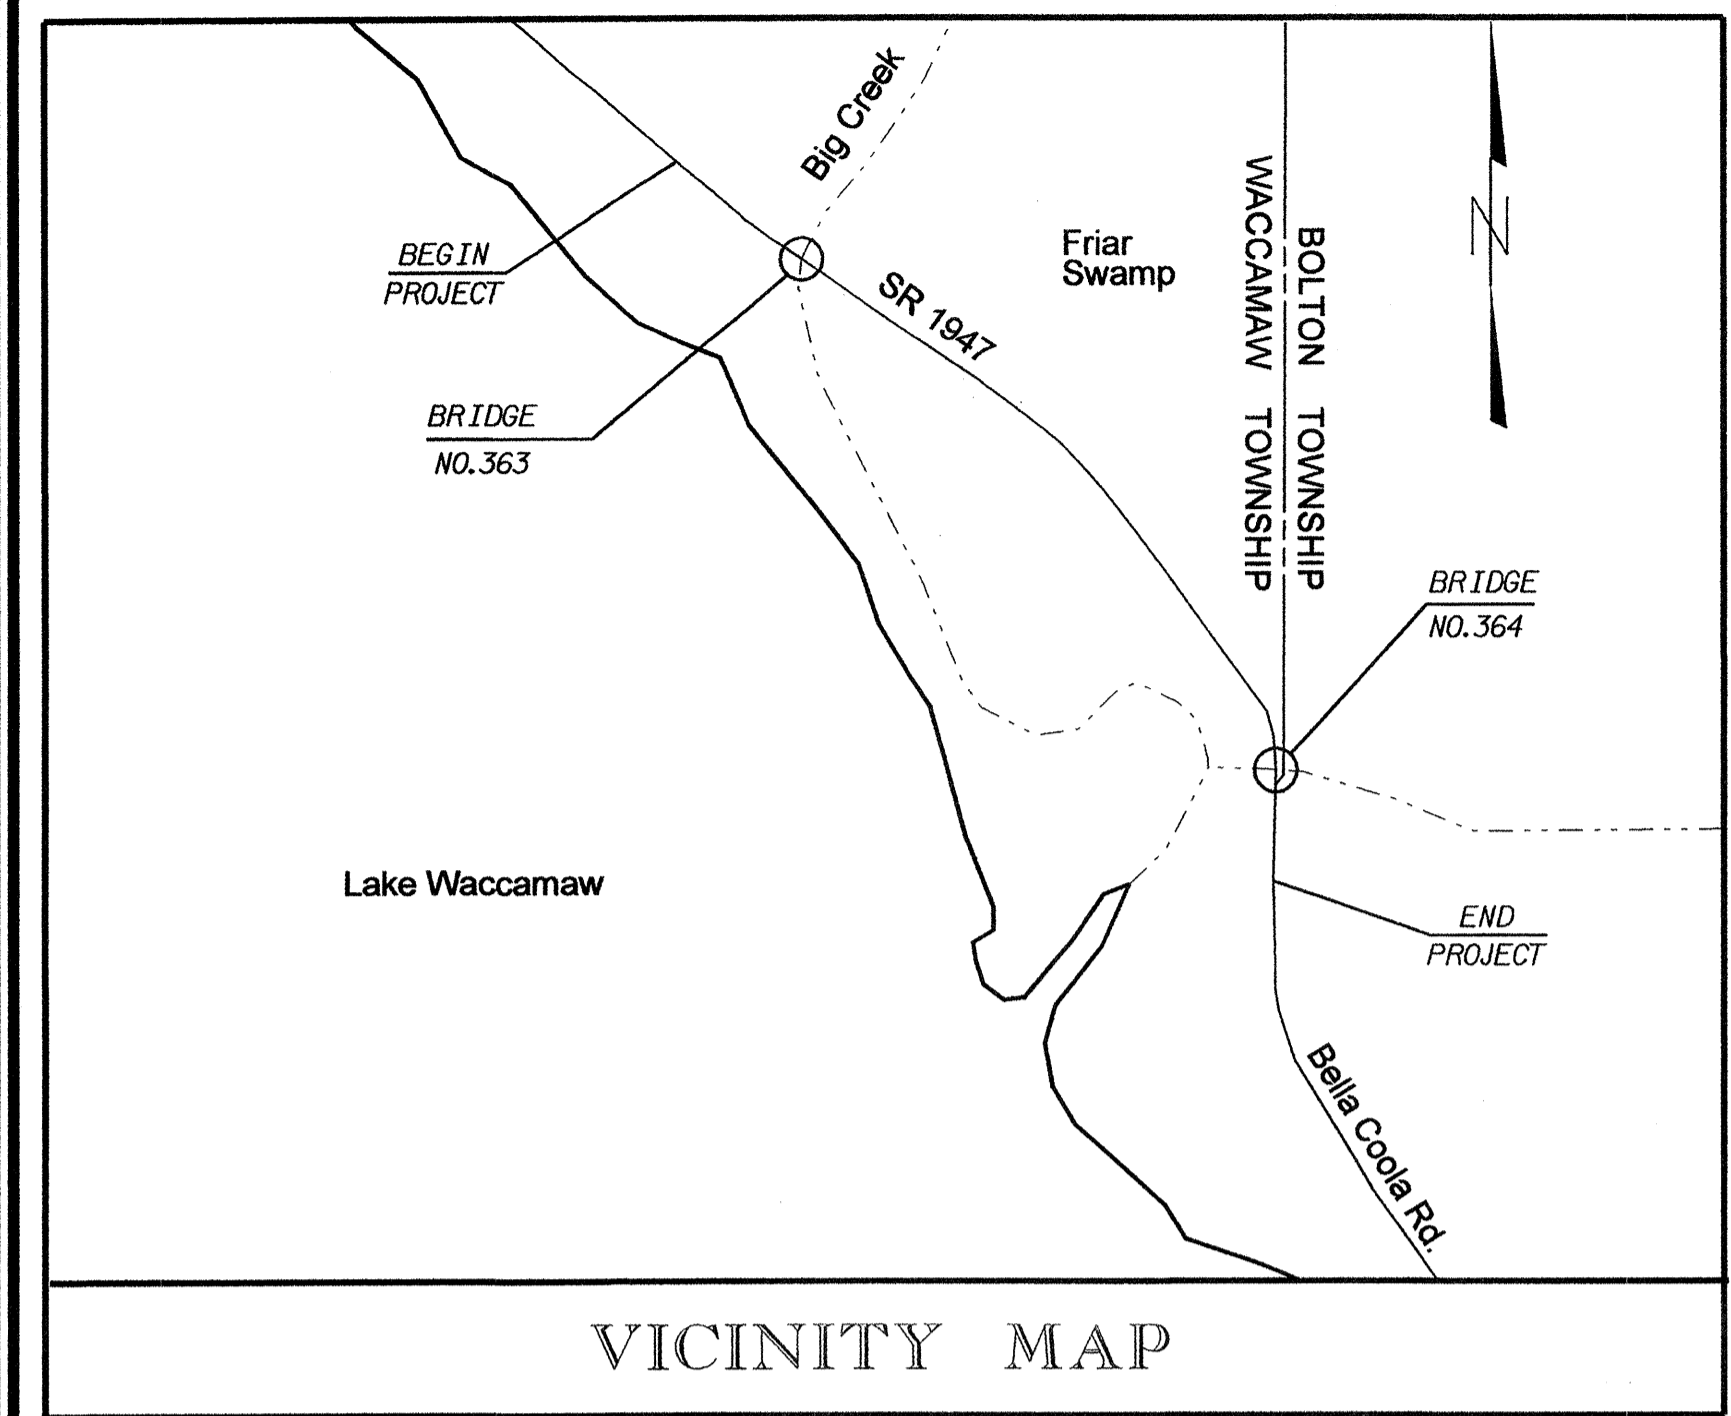 Big Creek
BEGIN
PROJECT
BRIDGE
NO.363
SR 1947
Friar
Swamp
WACCAMAW TOWNSHIP
BOLTON TOWNSHIP
N
BRIDGE
NO.364
Lake Waccamaw
END
PROJECT
Bella Coola Rd.
VICINITY MAP